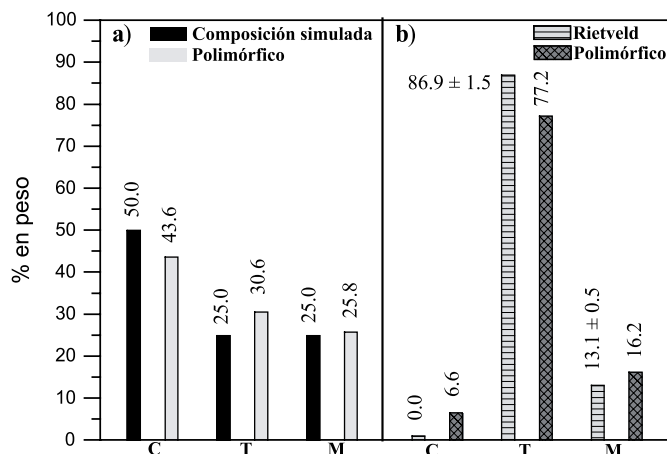 % en peso
100
90
80
70
60
50
40
30
20
10
0
a)
Composición simulada
Polimórfico
50.0
43.6
25.0
30.6
25.0
25.8
C
T
M
b)
Rietveld
Polimórfico
0.0
6.6
86.9 ± 1.5
77.2
13.1 ± 0.5
16.2
C
T
M